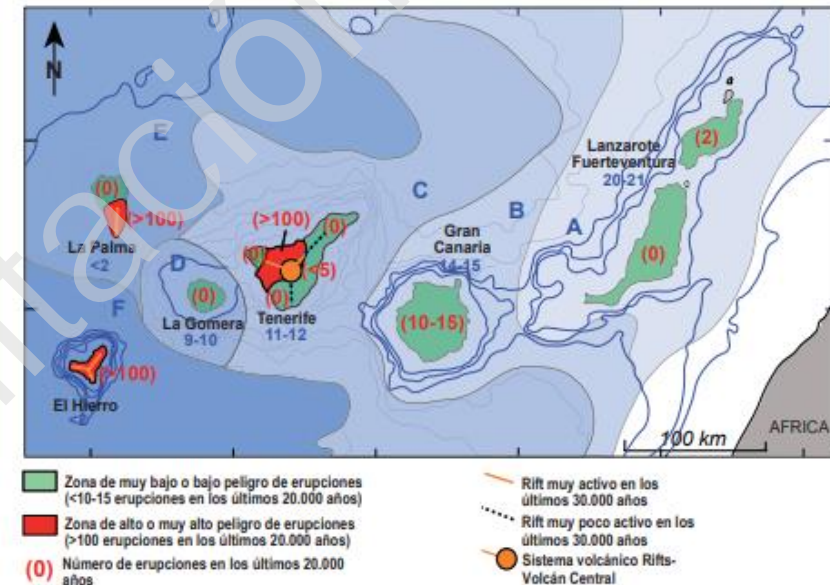 ntación
N
E
(0)
(>100)
La Palma
<2
D
(0)
La Gomera
9-10
F
(>100)
El Hierro
<2
(>100)
(0)
(0)
(<5)
(0)
Tenerife
11-12
C
B
A
Gran
Canaria
14-15
(10-15)
Lanzarote
Fuerteventura
20-21
a
(2)
(0)
AFRICA
100 km
Zona de muy bajo o bajo peligro de erupciones
(<10-15 erupciones en los últimos 20.000 años)
Zona de alto o muy alto peligro de erupciones
(>100 erupciones en los últimos 20.000 años)
(0) Número de erupciones en los últimos 20.000
años
Rift muy activo en los
últimos 30.000 años
Rift muy poco activo en los
últimos 30.000 años
Sistema volcánico Rifts-
Volcán Central